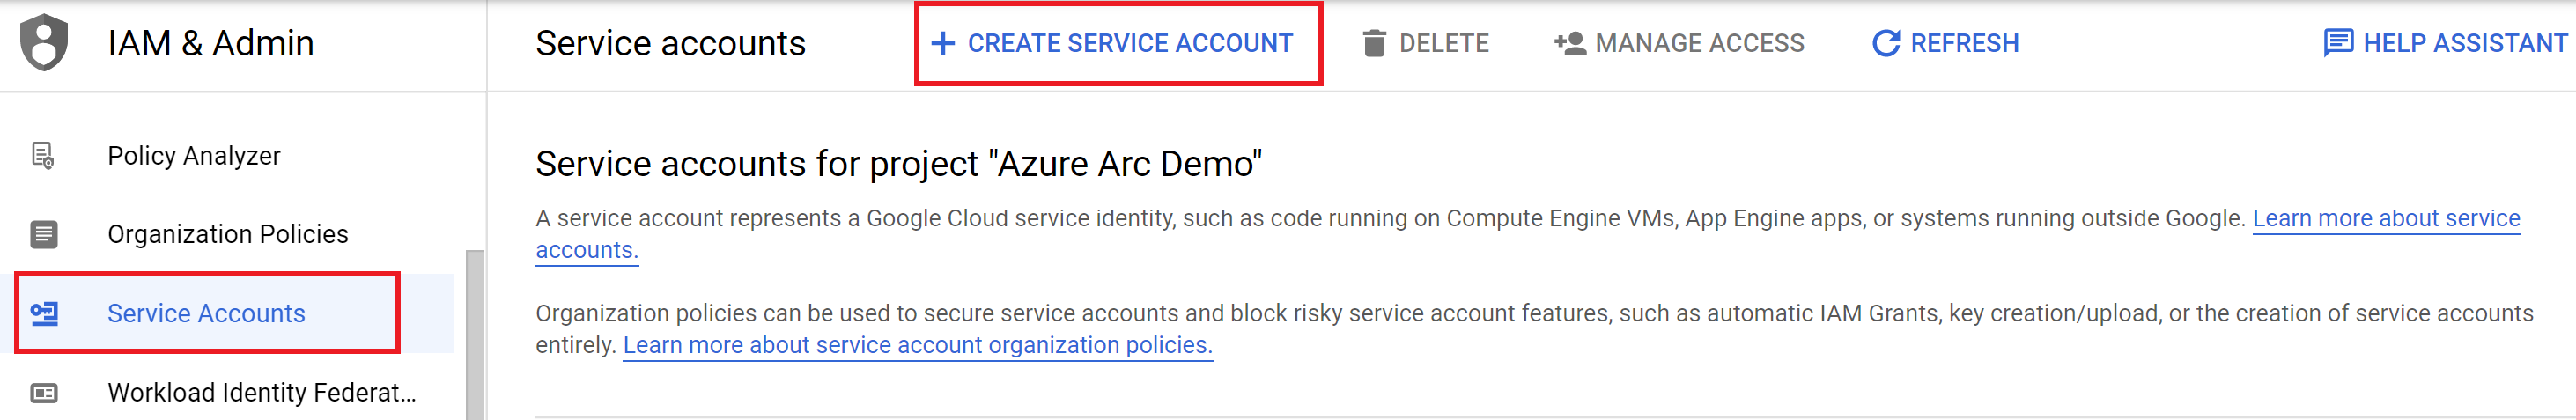 IAM & Admin
Service accounts
CREATE SERVICE ACCOUNT
DELETE
MANAGE ACCESS
REFRESH
HELP ASSISTANT
Policy Analyzer
Organization Policies
Service Accounts
Workload Identity Federat...
Service accounts for project "Azure Arc Demo"
A service account represents a Google Cloud service identity, such as code running on Compute Engine VMs, App Engine apps, or systems running outside Google. Learn more about service
accounts.
Organization policies can be used to secure service accounts and block risky service account features, such as automatic IAM Grants, key creation/upload, or the creation of service accounts
entirely. Learn more about service account organization policies.